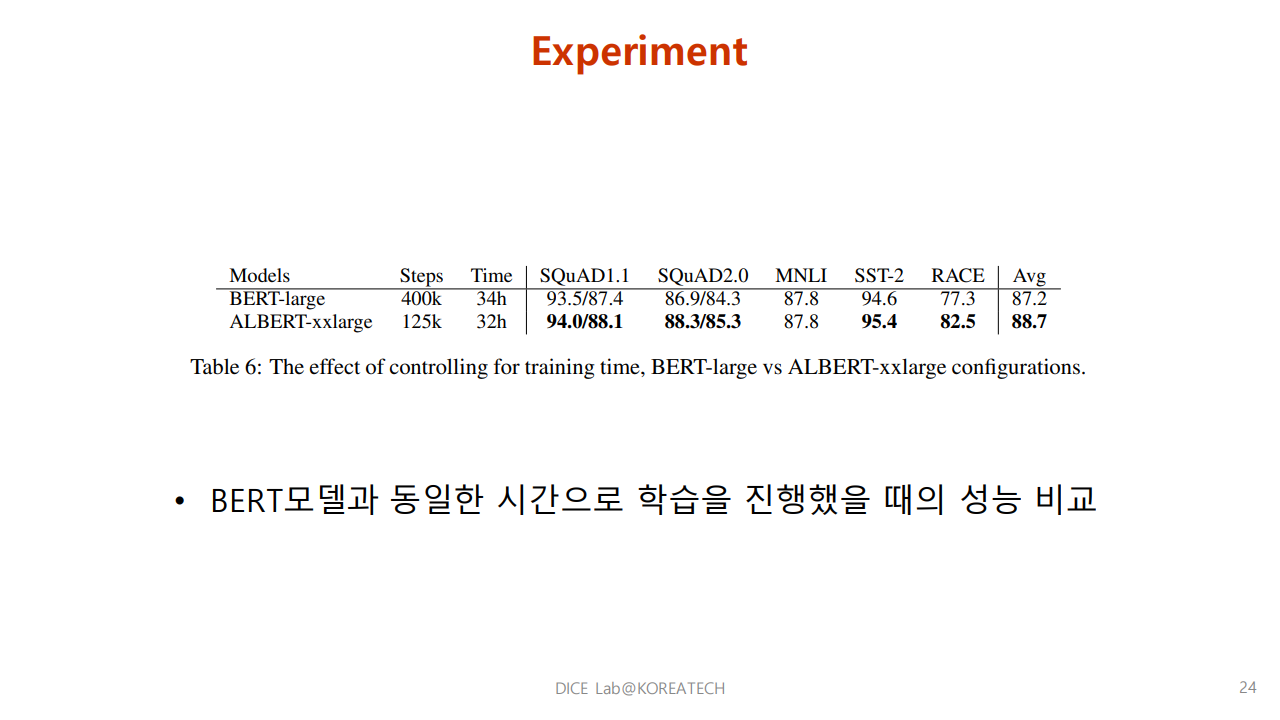 Experiment
Models Steps Time SQuAD1.1 SQuAD2.0 MNLI SST-2 RACE Avg
BERT-large 400k 34h 93.5/87.4 86.9/84.3 87.8 94.6 77.3 87.2
ALBERT-xxlarge 125k 32h 94.0/88.1 88.3/85.3 87.8 95.4 82.5 88.7
Table 6: The effect of controlling for training time, BERT-large vs ALBERT-xxlarge configurations.
• BERT모델과 동일한 시간으로 학습을 진행했을 때의 성능 비교
DICE Lab@KOREATECH
24